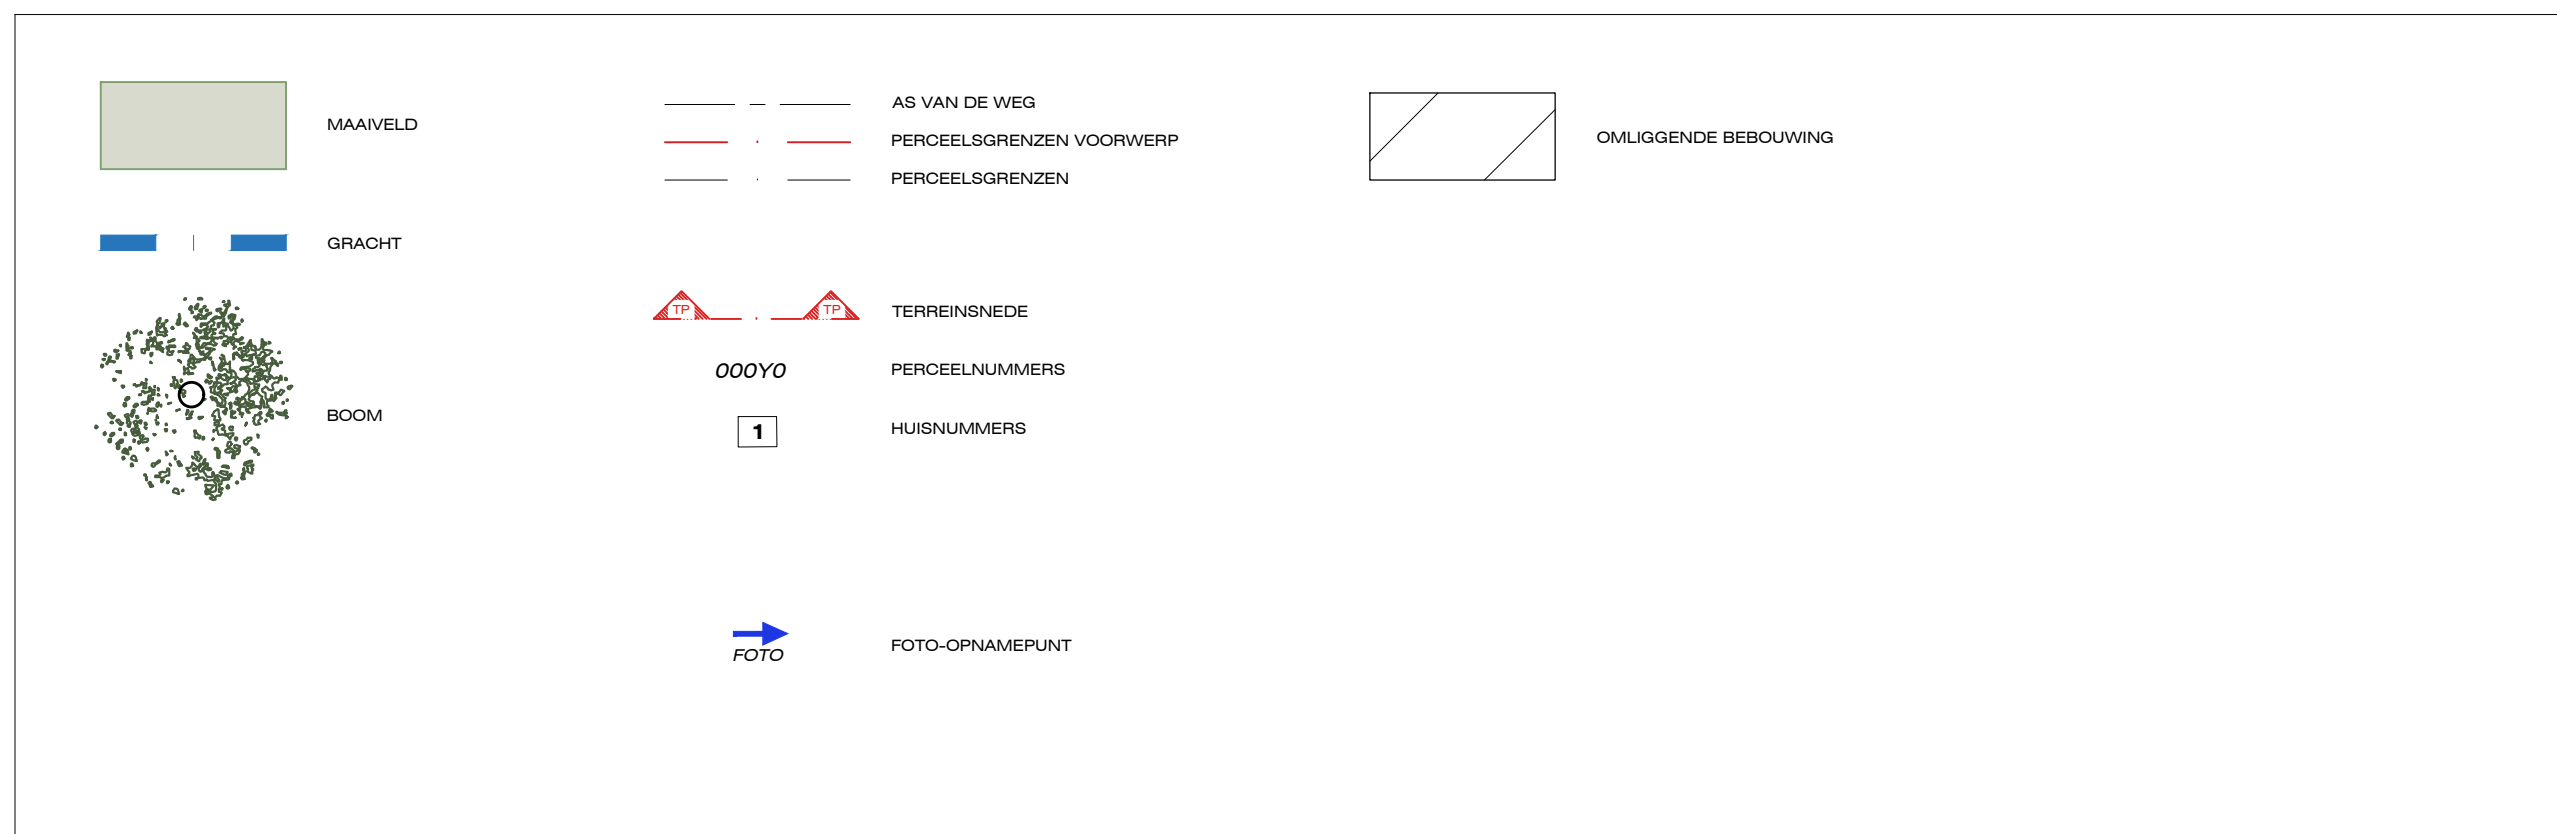 MAAIVELD
GRACHT
BOOM
AS VAN DE WEG
PERCEELSGRENZEN VOORWERP
PERCEELSGRENZEN
TP TP TERREINSNEDE
000Y0 PERCEELNUMMERS
1 HUISNUMMERS
FOTO FOTO-OPNAMEPUNT
OMLIGGENDE BEBOUWING